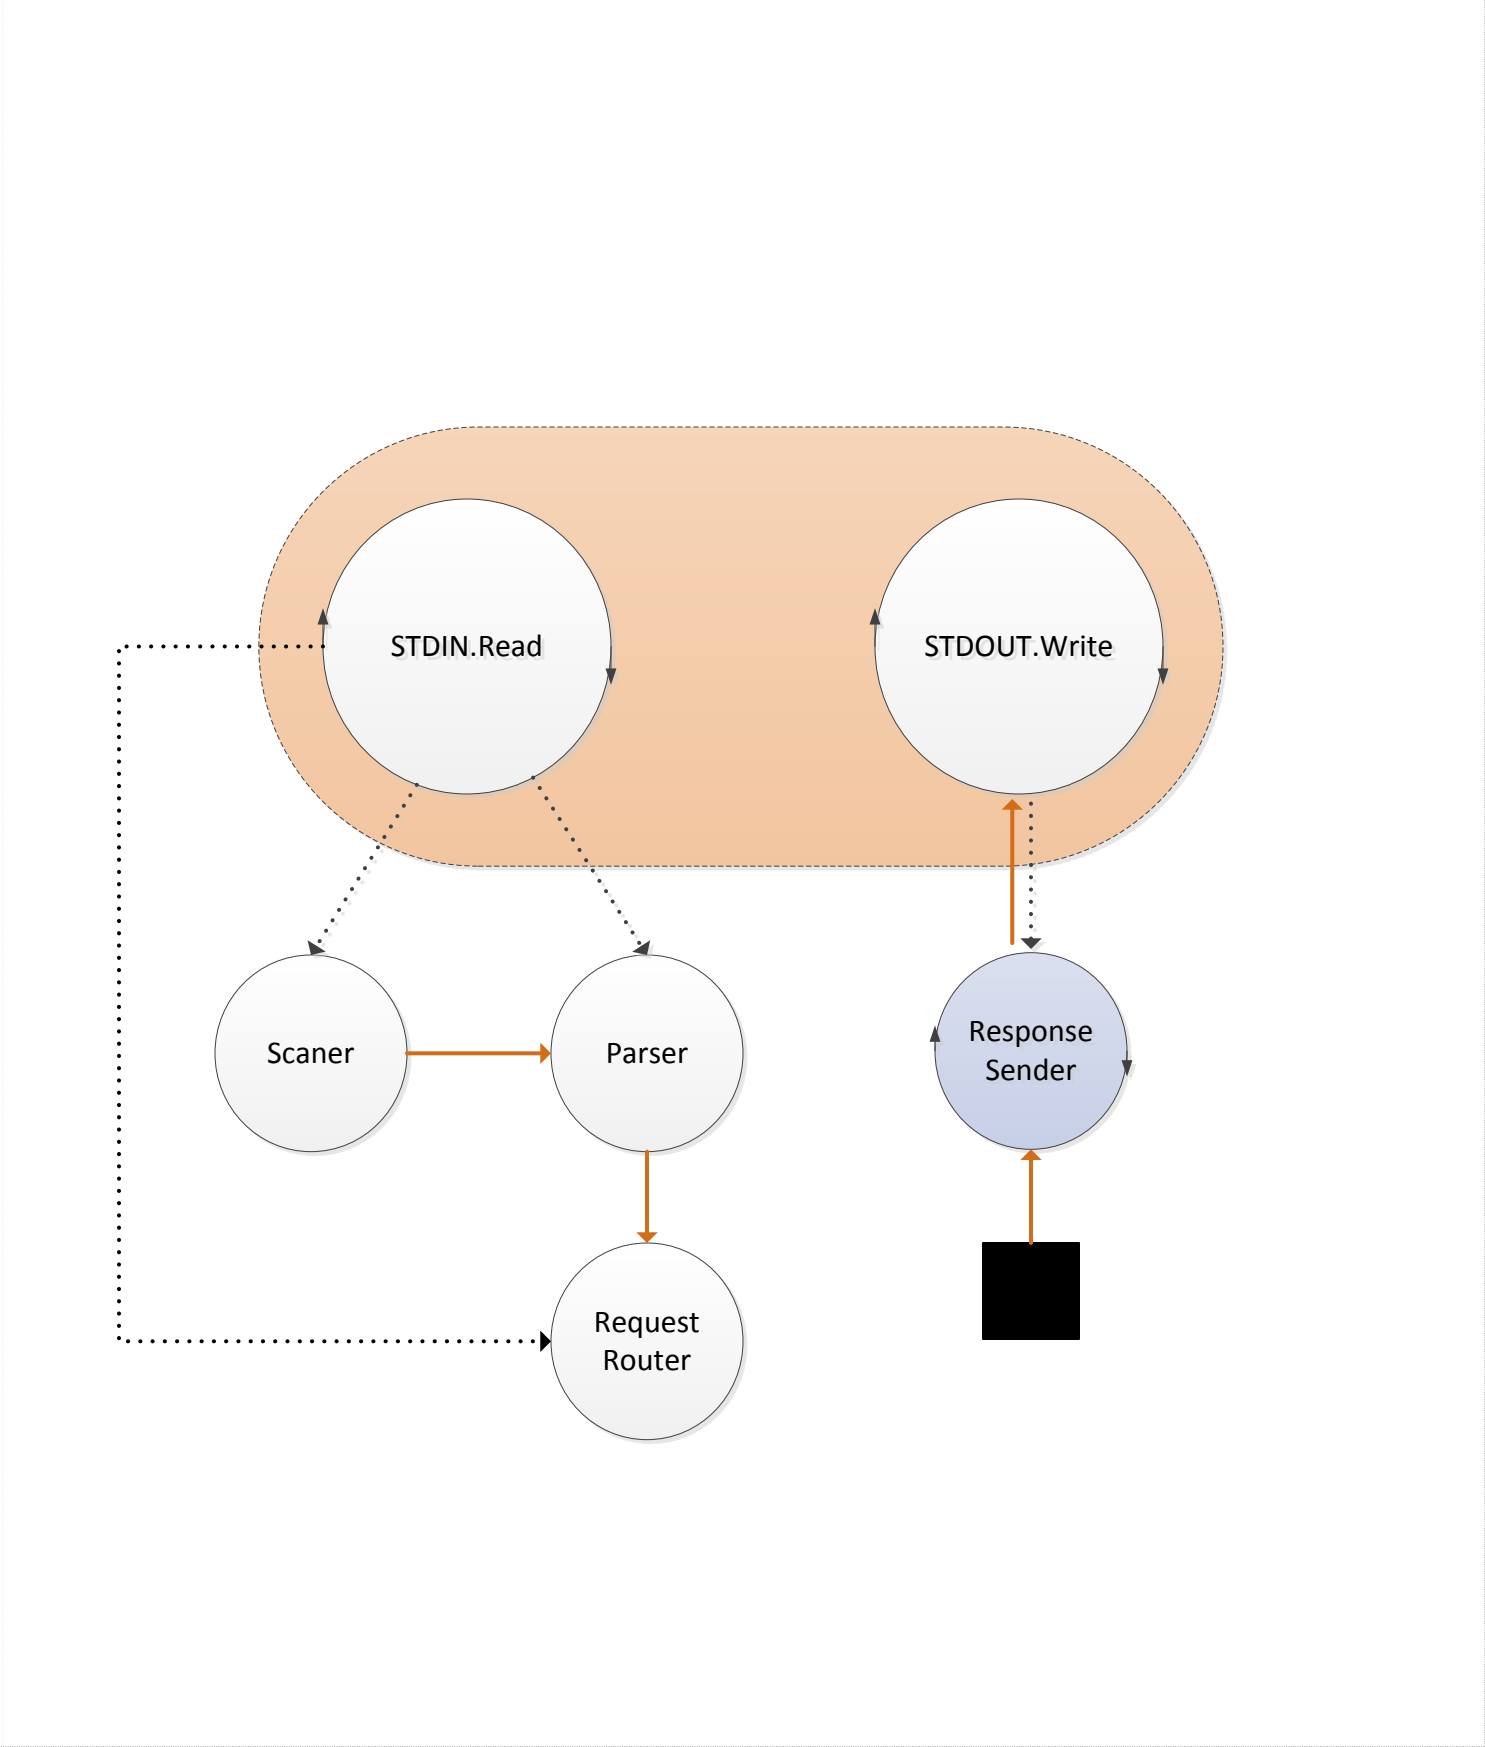 STDIN.Read
STDOUT.Write
Scaner
Parser
Response
Sender
Request
Router